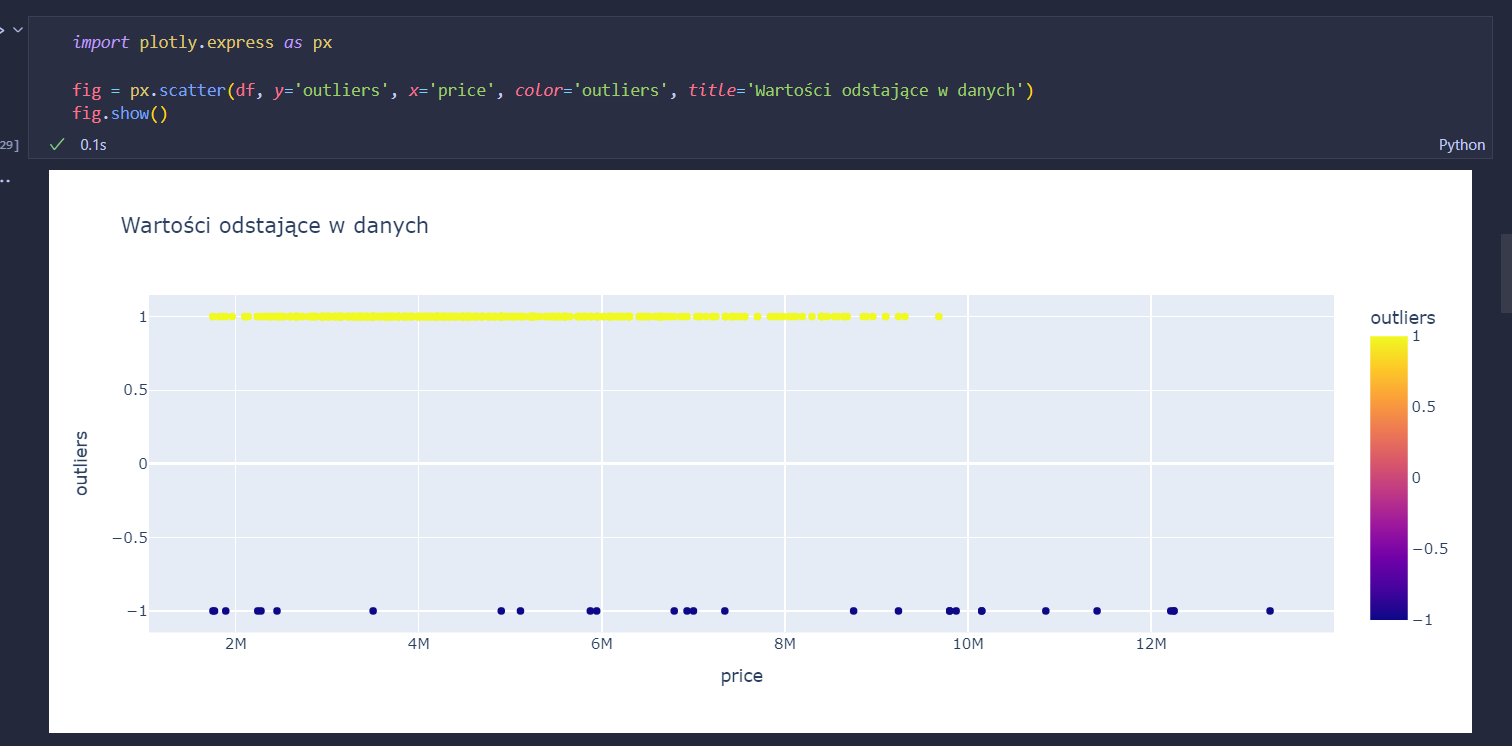 import plotly.express as px
fig = px.scatter(df, y='outliers', x='price', color='outliers', title='Wartości odstające w danych')
fig.show()
29]
0.1s
Python
Wartości odstające w danych
outliers
1
0.5
0
−0.5
−1
2M
4M
6M
8M
10M
12M
price
outliers
1
0.5
0
−0.5
−1